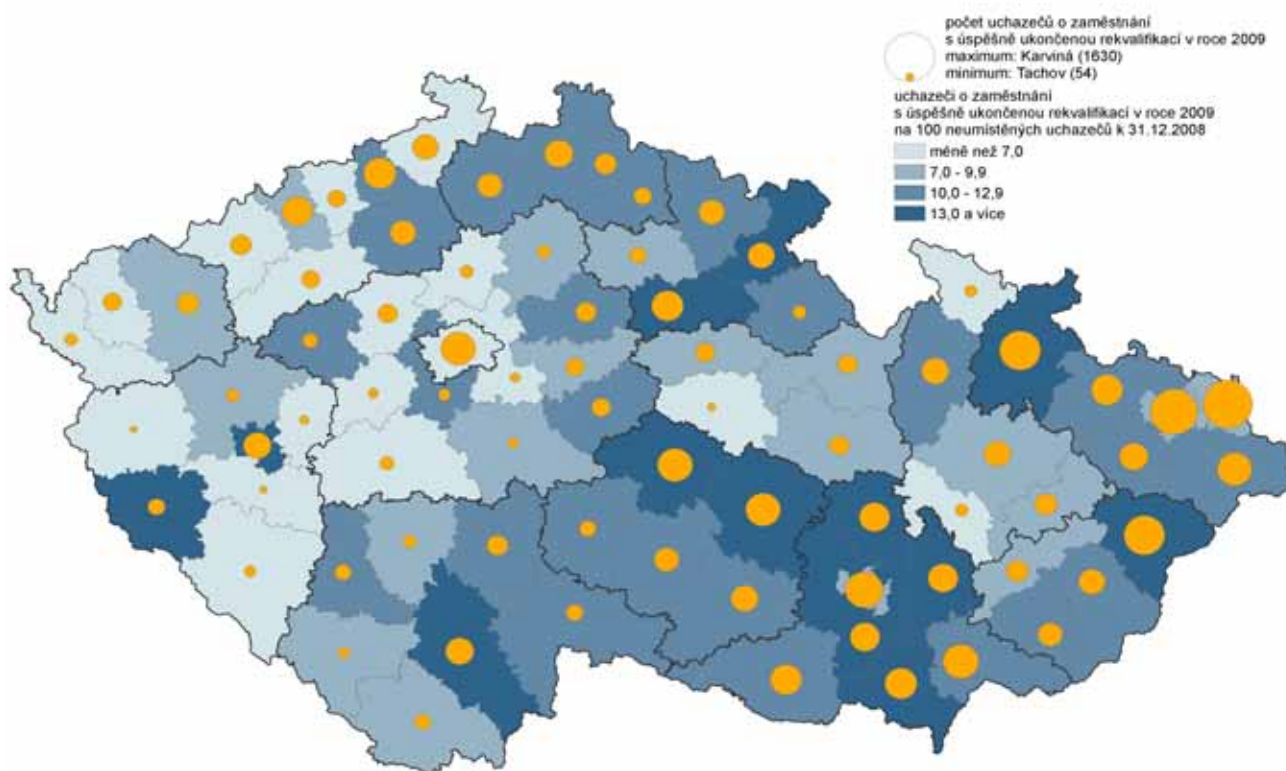 počet uchazečů o zaměstnání
s úspěšně ukončenou rekvalifikací v roce 2009
maximum: Karviná (1630)
minimum: Tachov (54)
uchazeči o zaměstnání
s úspěšně ukončenou rekvalifikací v roce 2009
na 100 neumístěných uchazečů k 31.12.2008
méně než 7,0
7,0 - 9,9
10,0 - 12,9
13,0 a více